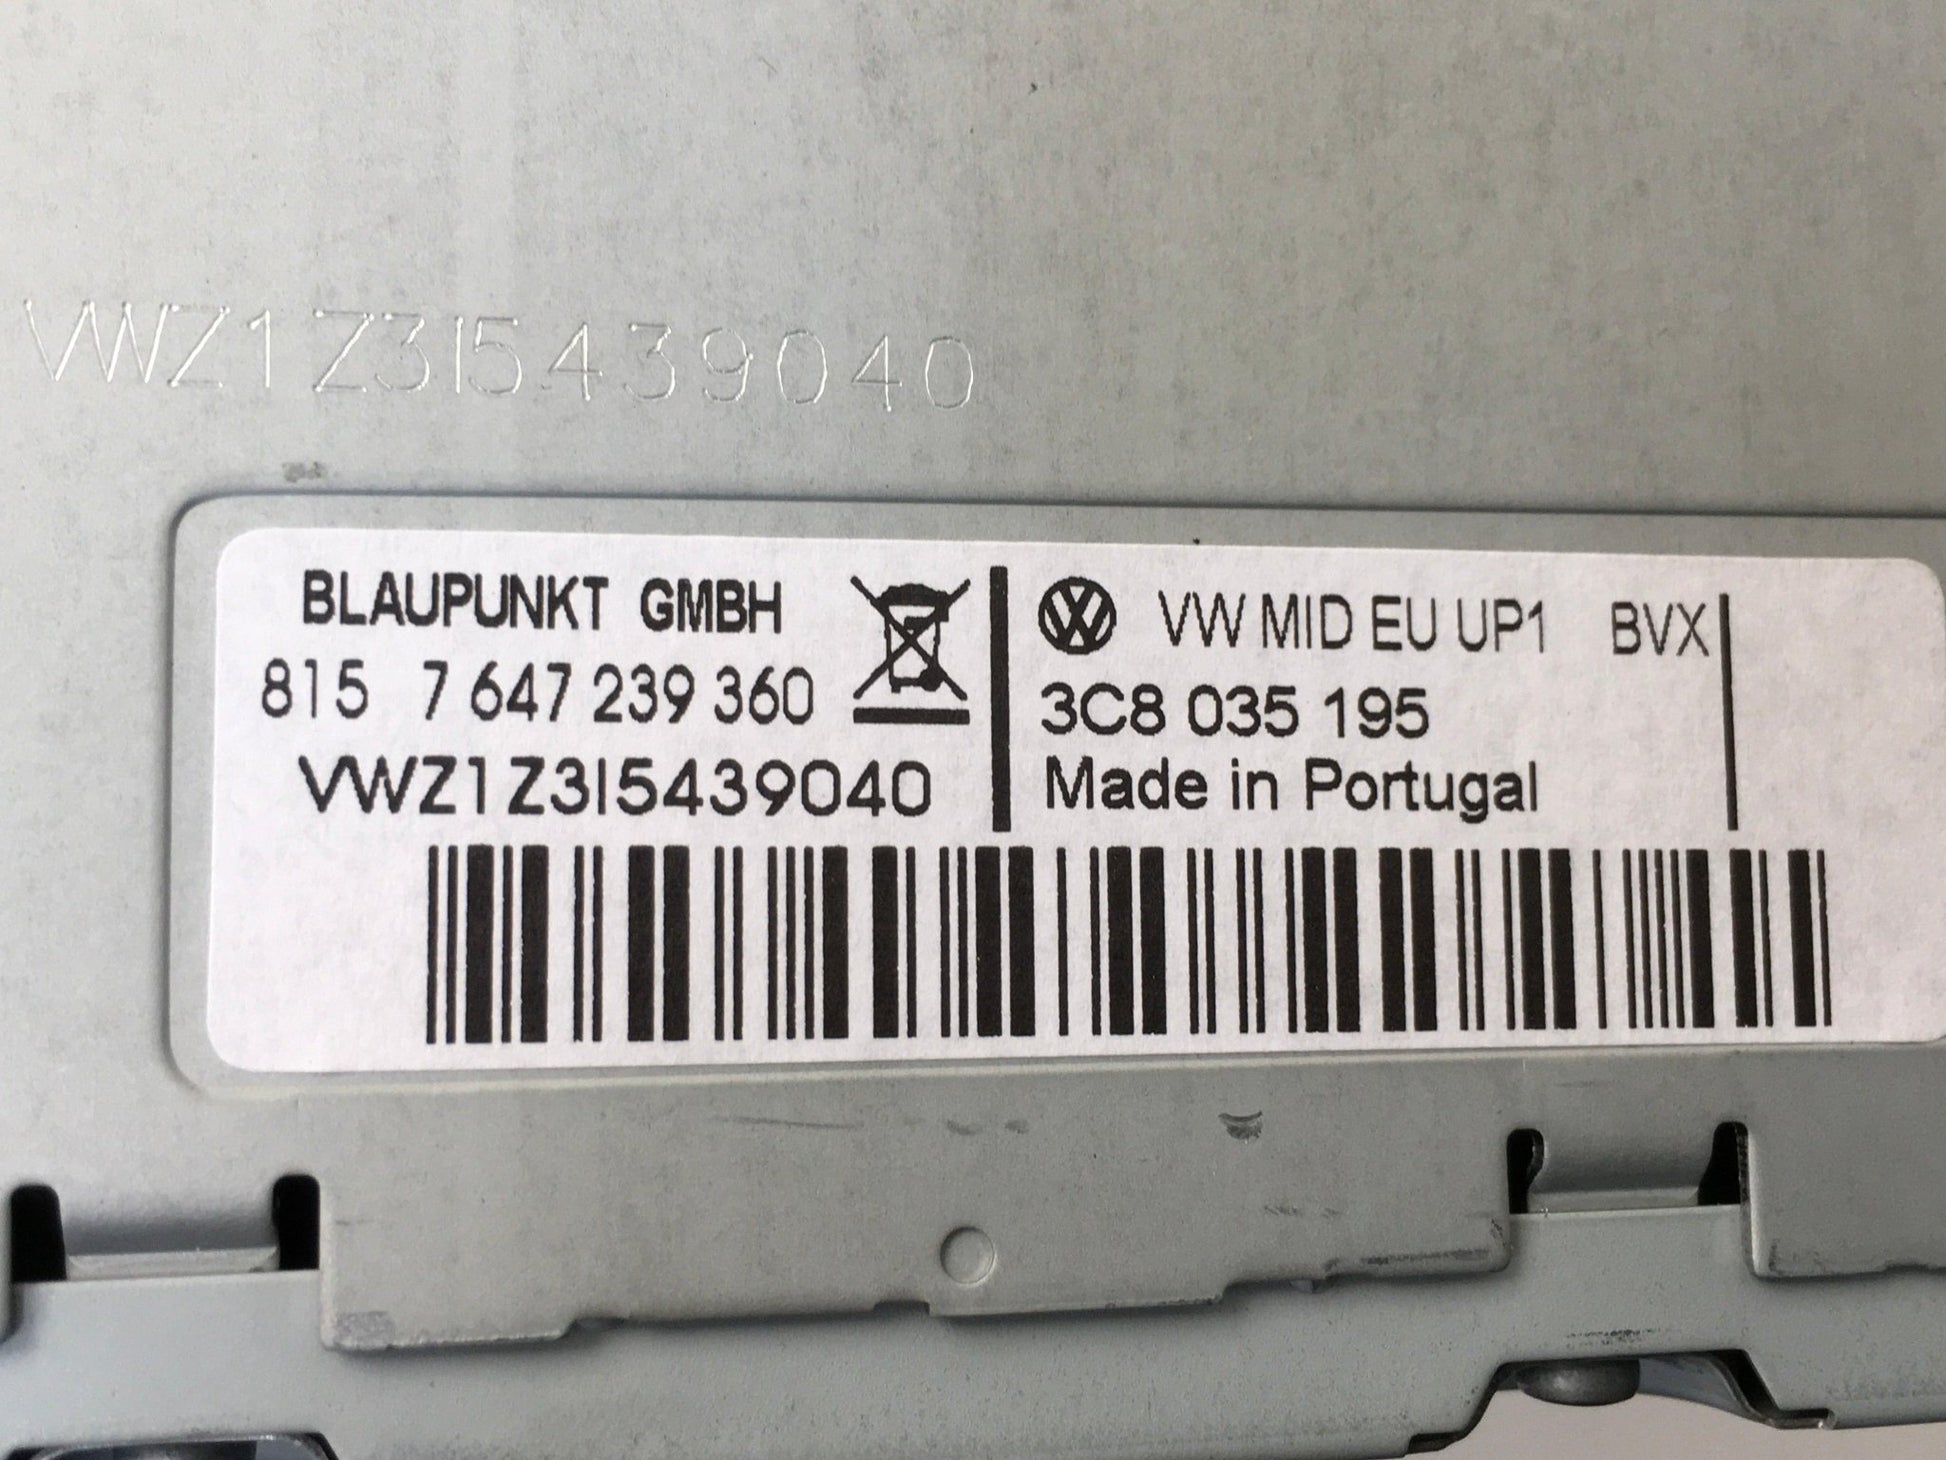 VWZ1Z3I5439040
BLAUPUNKT GMBH
815 7 647 239 360
VWZ1Z3I5439040
VW MID EU UP1 BVX
3C8 035 195
Made in Portugal